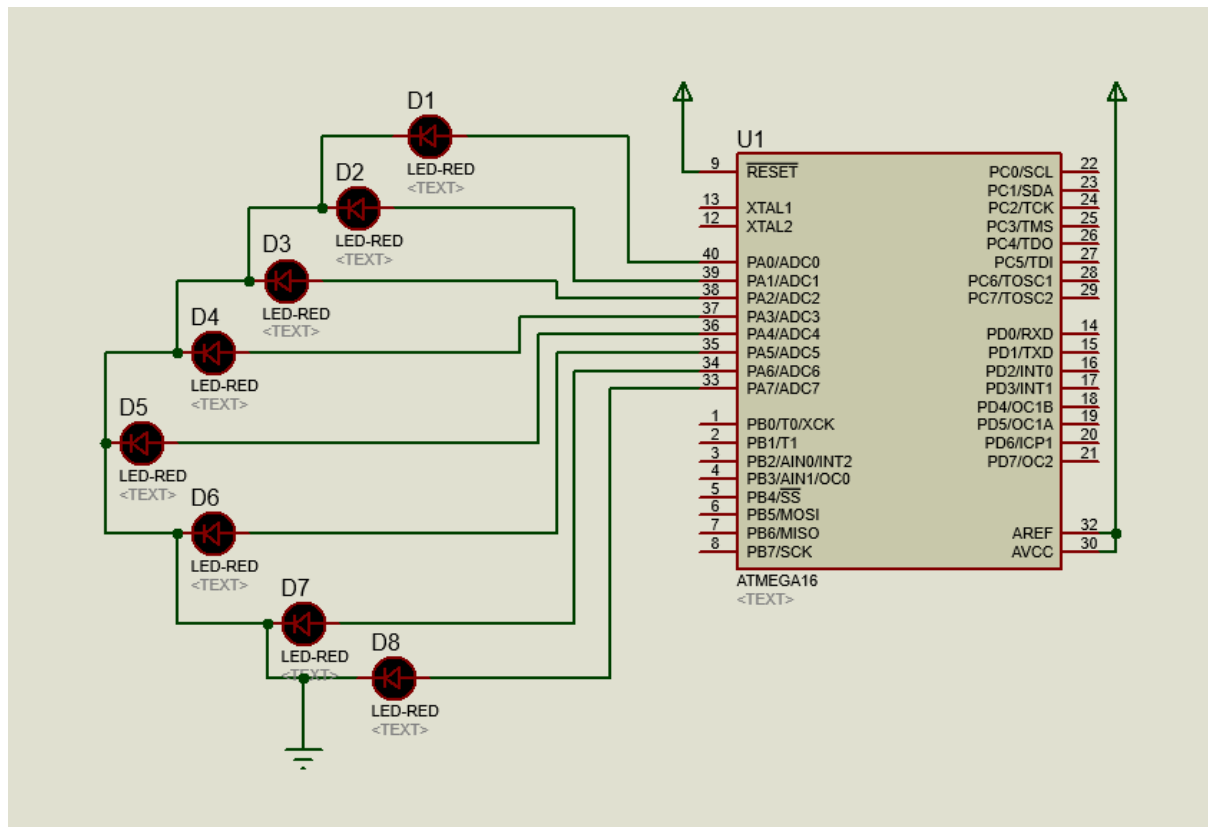 D1
LED-RED
<TEXT>
D2
LED-RED
<TEXT>
D3
LED-RED
<TEXT>
D4
LED-RED
<TEXT>
D5
LED-RED
<TEXT>
D6
LED-RED
<TEXT>
D7
LED-RED
<TEXT>
D8
LED-RED
<TEXT>
U1
9 RESET
13 XTAL1
12 XTAL2
40 PA0/ADC0
39 PA1/ADC1
38 PA2/ADC2
37 PA3/ADC3
36 PA4/ADC4
35 PA5/ADC5
34 PA6/ADC6
33 PA7/ADC7
1 PB0/T0/XCK
2 PB1/T1
3 PB2/AIN0/INT2
4 PB3/AIN1/OC0
5 PB4/SS
6 PB5/MOSI
7 PB6/MISO
8 PB7/SCK
PC0/SCL 22
PC1/SDA 23
PC2/TCK 24
PC3/TMS 25
PC4/TDO 26
PC5/TDI 27
PC6/TOSC1 28
PC7/TOSC2 29
PD0/RXD 14
PD1/TXD 15
PD2/INT0 16
PD3/INT1 17
PD4/OC1B 18
PD5/OC1A 19
PD6/ICP1 20
PD7/OC2 21
AREF 32
AVCC 30
ATMEGA16
<TEXT>